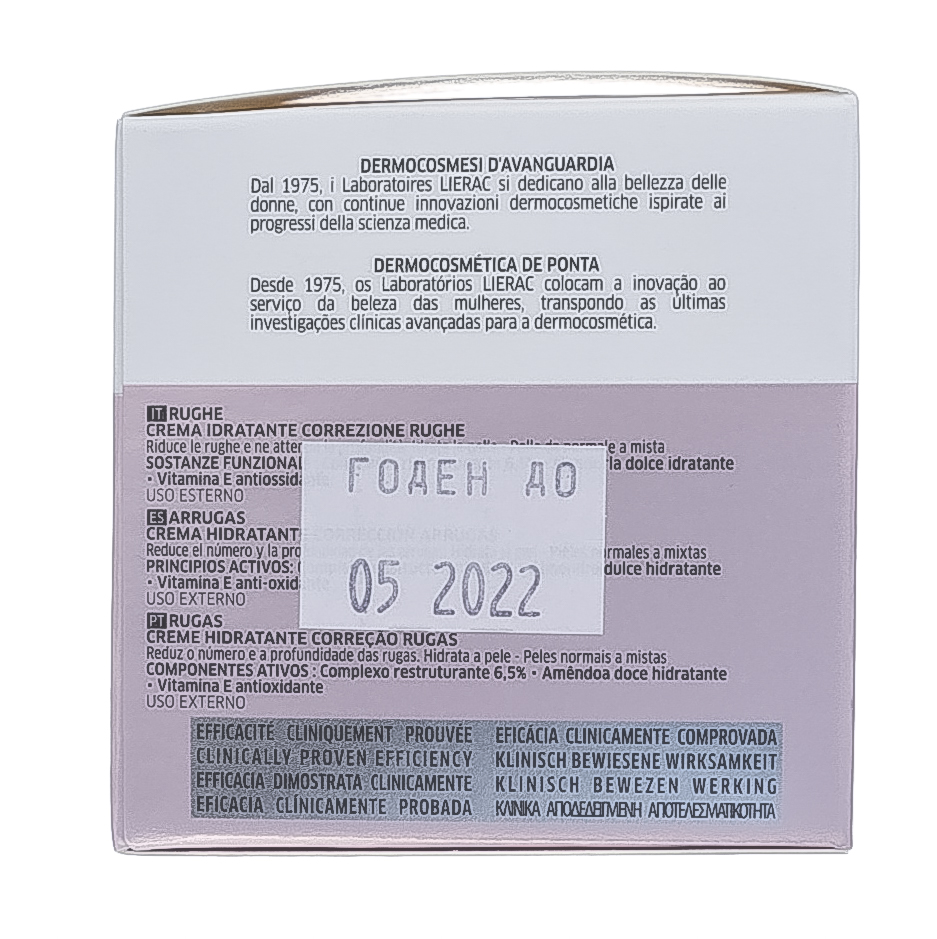 DERMOCOSMESI D'AVANGUARDIA
Dal 1975, i Laboratoires LIERAC si dedicano alla bellezza delle
donne, con continue innovazioni dermocosmetiche ispirate ai
progressi della scienza medica.
DERMOCOSMÉTICA DE PONTA
Desde 1975, os Laboratórios LIERAC colocam a inovação ao
serviço da beleza das mulheres, transpondo as últimas
investigações clínicas avançadas para a dermocosmética.
IT RUGHE
CREMA IDRATANTE CORREZIONE RUGHE
Riduce le rughe e ne a mista
SOSTANZE dolce idratante
• Vitamina E
USO ESTERNO
ES ARRUGAS
CREMA HIDRATANTE CORRECCIÓN ARRUGAS
Reduce el número y la normales a mixtas
PRINCIPIOS ACTIVOS: dulce hidratante
• Vitamina E
USO EXTERNO
ГОДЕН ДО
05 2022
PT RUGAS
CREME HIDRATANTE CORREÇÃO RUGAS
Reduz o número e a profundidade das rugas. Hidrata a pele - Peles normais a mistas
COMPONENTES ATIVOS : Complexo restruturante 6,5% • Amêndoa doce hidratante
• Vitamina E antioxidante
USO EXTERNO
EFFICACITÉ CLINIQUEMENT PROUVÉE
CLINICALLY PROVEN EFFICIENCY
EFFICACIA DIMOSTRATA CLINICAMENTE
EFICACIA CLÍNICAMENTE PROBADA
EFICÁCIA CLINICAMENTE COMPROVADA
KLINISCH BEWIESENE WIRKSAMKEIT
KLINISCH BEWEZEN WERKING
ΚΛΙΝΙΚΑ ΑΠΟΔΕΔΕΙΓΜΕΝΗ ΑΠΟΤΕΛΕΣΜΑΤΙΚΟΤΗΤΑ